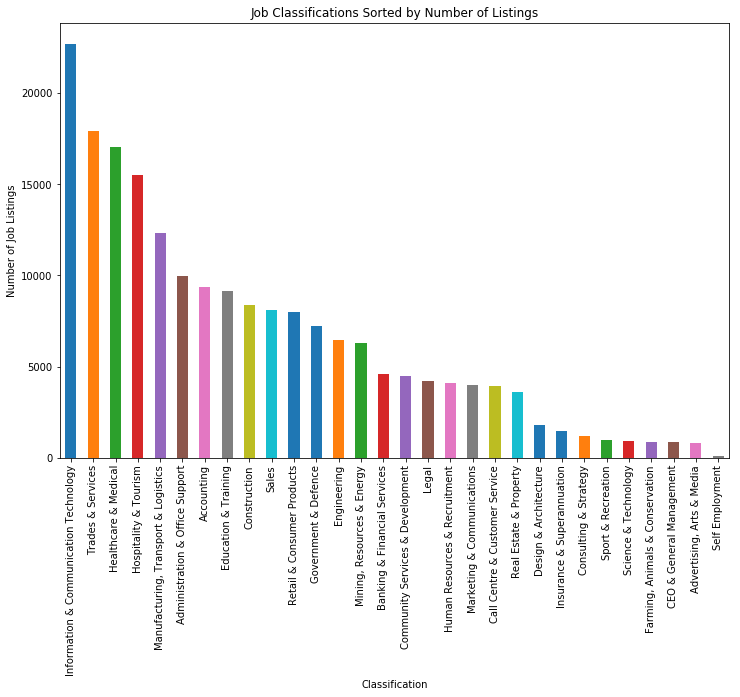 Job Classifications Sorted by Number of Listings
Number of Job Listings
20000
15000
10000
5000
0
Information & Communication Technology
Trades & Services
Healthcare & Medical
Hospitality & Tourism
Manufacturing, Transport & Logistics
Administration & Office Support
Accounting
Education & Training
Construction
Sales
Retail & Consumer Products
Government & Defence
Engineering
Mining, Resources & Energy
Banking & Financial Services
Community Services & Development
Legal
Human Resources & Recruitment
Marketing & Communications
Call Centre & Customer Service
Real Estate & Property
Design & Architecture
Insurance & Superannuation
Consulting & Strategy
Sport & Recreation
Science & Technology
Farming, Animals & Conservation
CEO & General Management
Advertising, Arts & Media
Self Employment
Classification